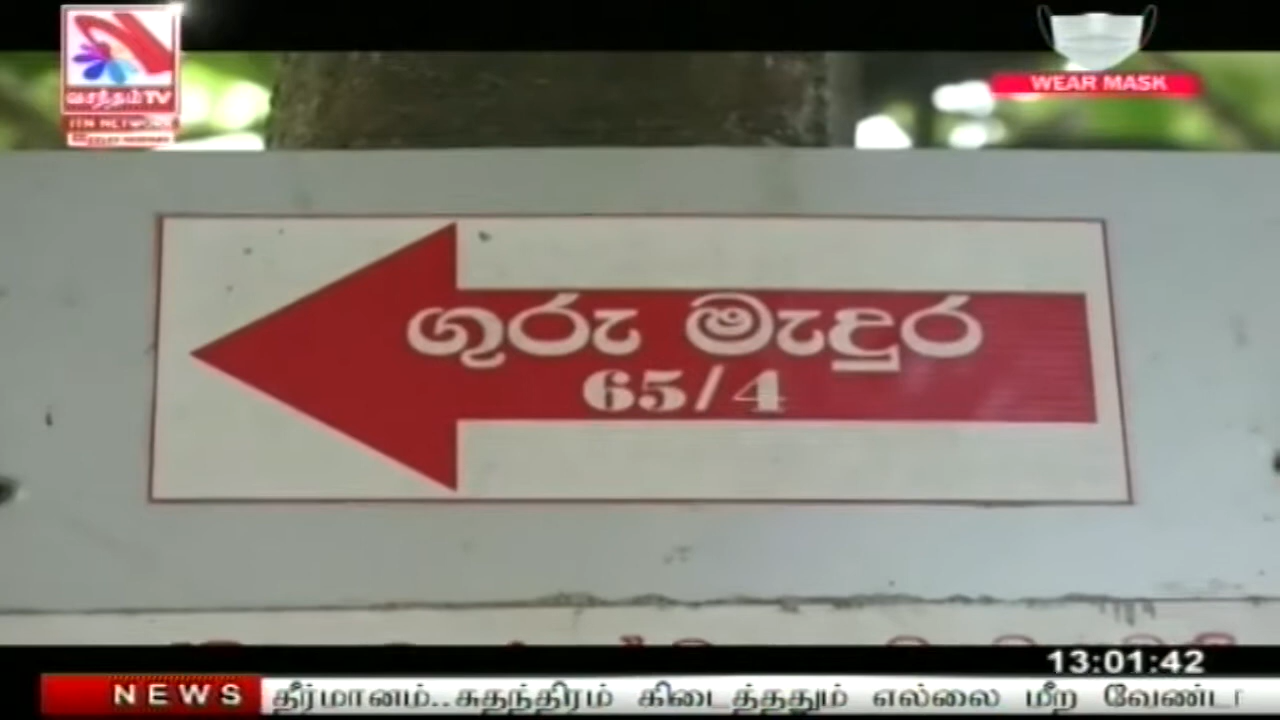 வசந்தம் TV
ITN NETWORK
WEAR MASK
ගුරු මැදුර
65/4
13:01:42
NEWS தீர்மானம்..சுதந்திரம் கிடைத்ததும் எல்லை மீற வேண்டா